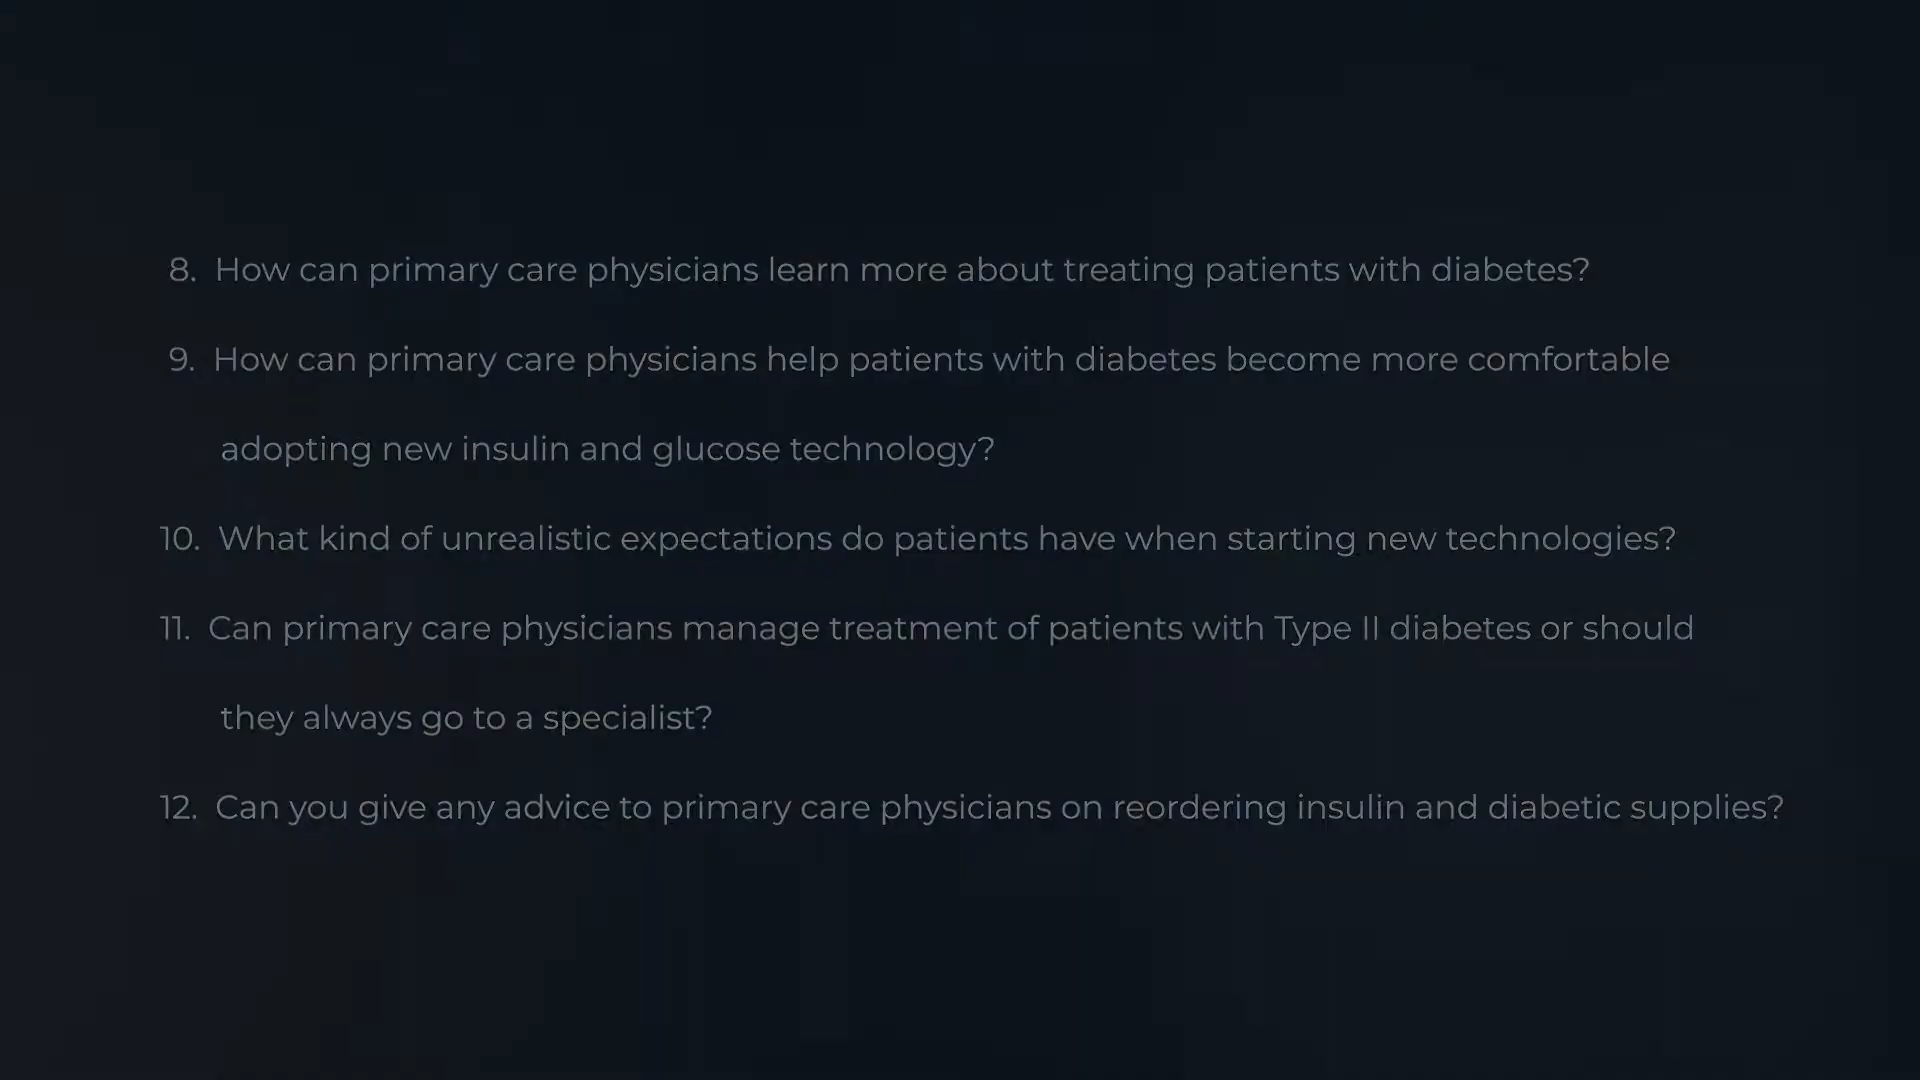 8. How can primary care physicians learn more about treating patients with diabetes?
9. How can primary care physicians help patients with diabetes become more comfortable
adopting new insulin and glucose technology?
10. What kind of unrealistic expectations do patients have when starting new technologies?
11. Can primary care physicians manage treatment of patients with Type II diabetes or should
they always go to a specialist?
12. Can you give any advice to primary care physicians on reordering insulin and diabetic supplies?